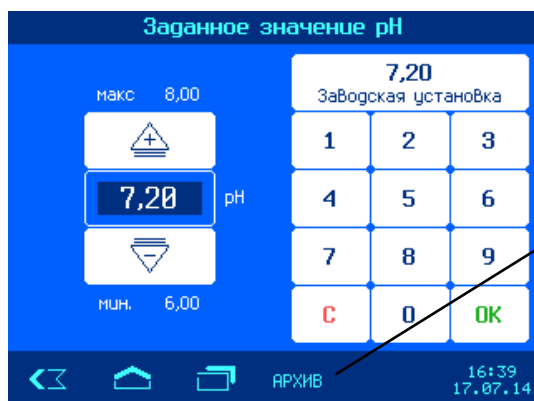 Заданное значение pH
макс 8,00
+
7,20 pH
-
мин. 6,00
7,20
Заводская установка
1 2 3
4 5 6
7 8 9
C 0 OK
АРХИВ
16:39
17.07.14